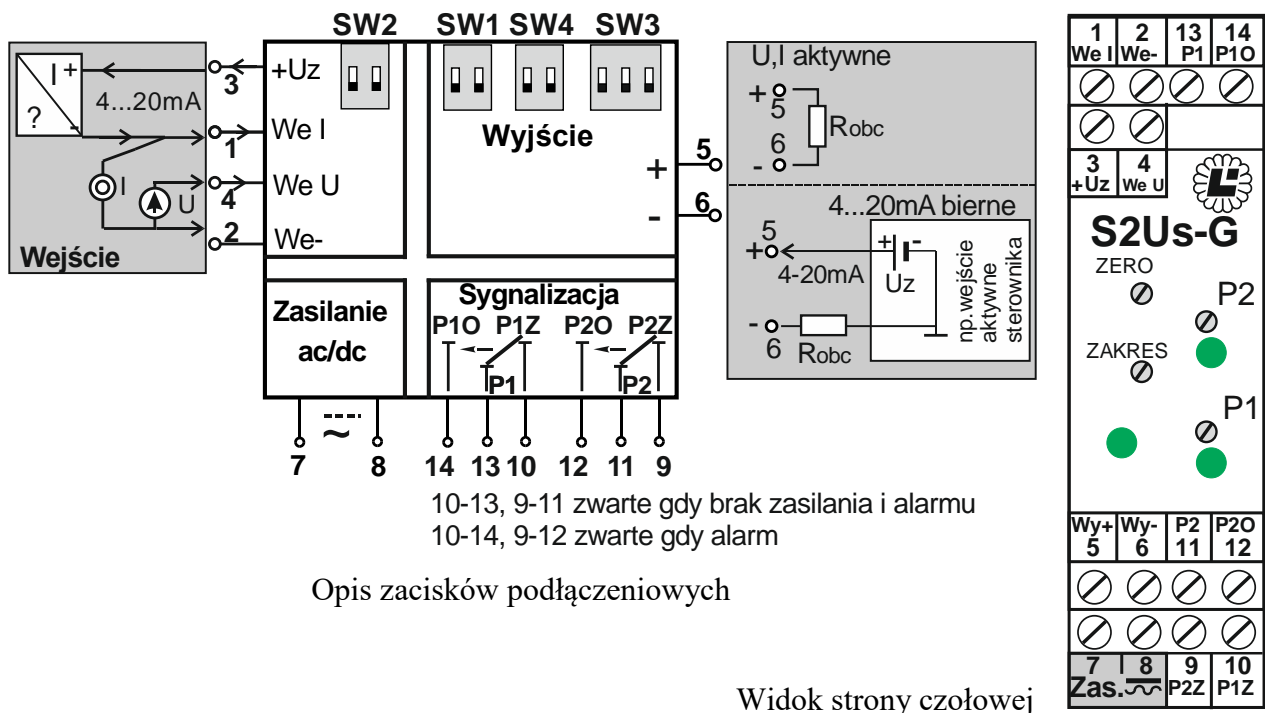 SW2 SW1 SW4 SW3
I +
-
?
4...20mA
I
U
Wejście
3
1
4
2
+Uz
We I
We U
We-
Wyjście
+
-
5
6
U,I aktywne
+ 5
- 6
Robc
4...20mA bierne
+ 5
4-20mA
+ -
Uz
- 6
Robc
np.wejście
aktywne
sterownika
Zasilanie
ac/dc
7 ~ 8
Sygnalizacja
P1O P1Z P2O P2Z
P1 P2
14 13 10 12 11 9
10-13, 9-11 zwarte gdy brak zasilania i alarmu
10-14, 9-12 zwarte gdy alarm
Opis zacisków podłączeniowych
1 2 13 14
We I We- P1 P1O
3 4
+Uz We U
S2Us-G
ZERO
P2
ZAKRES
P1
Wy+ Wy- P2 P2O
5 6 11 12
7 8 9 10
Zas. P2Z P1Z
Widok strony czołowej